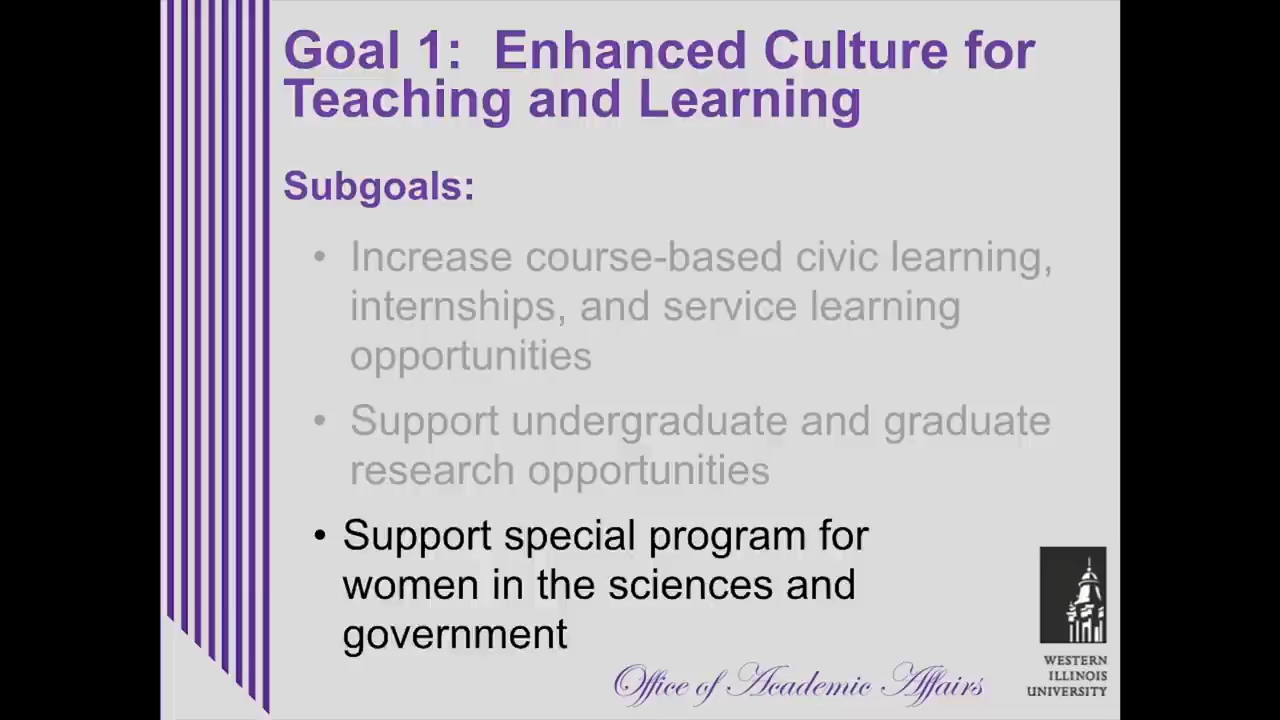 Goal 1:  Enhanced Culture for
Teaching and Learning
Subgoals:
• Increase course-based civic learning,
internships, and service learning
opportunities
• Support undergraduate and graduate
research opportunities
• Support special program for
women in the sciences and
government
Office of Academic Affairs
WESTERN
ILLINOIS
UNIVERSITY